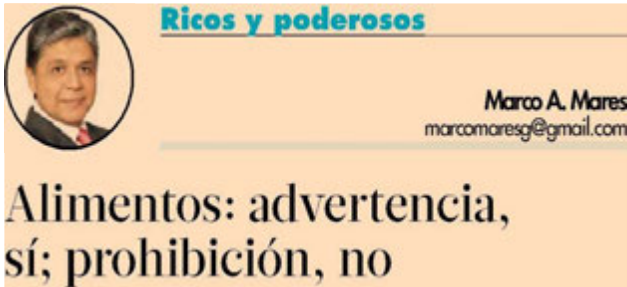 Ricos y poderosos
Marco A. Mares
marcomaresg@gmail.com
Alimentos: advertencia,
sí; prohibición, no